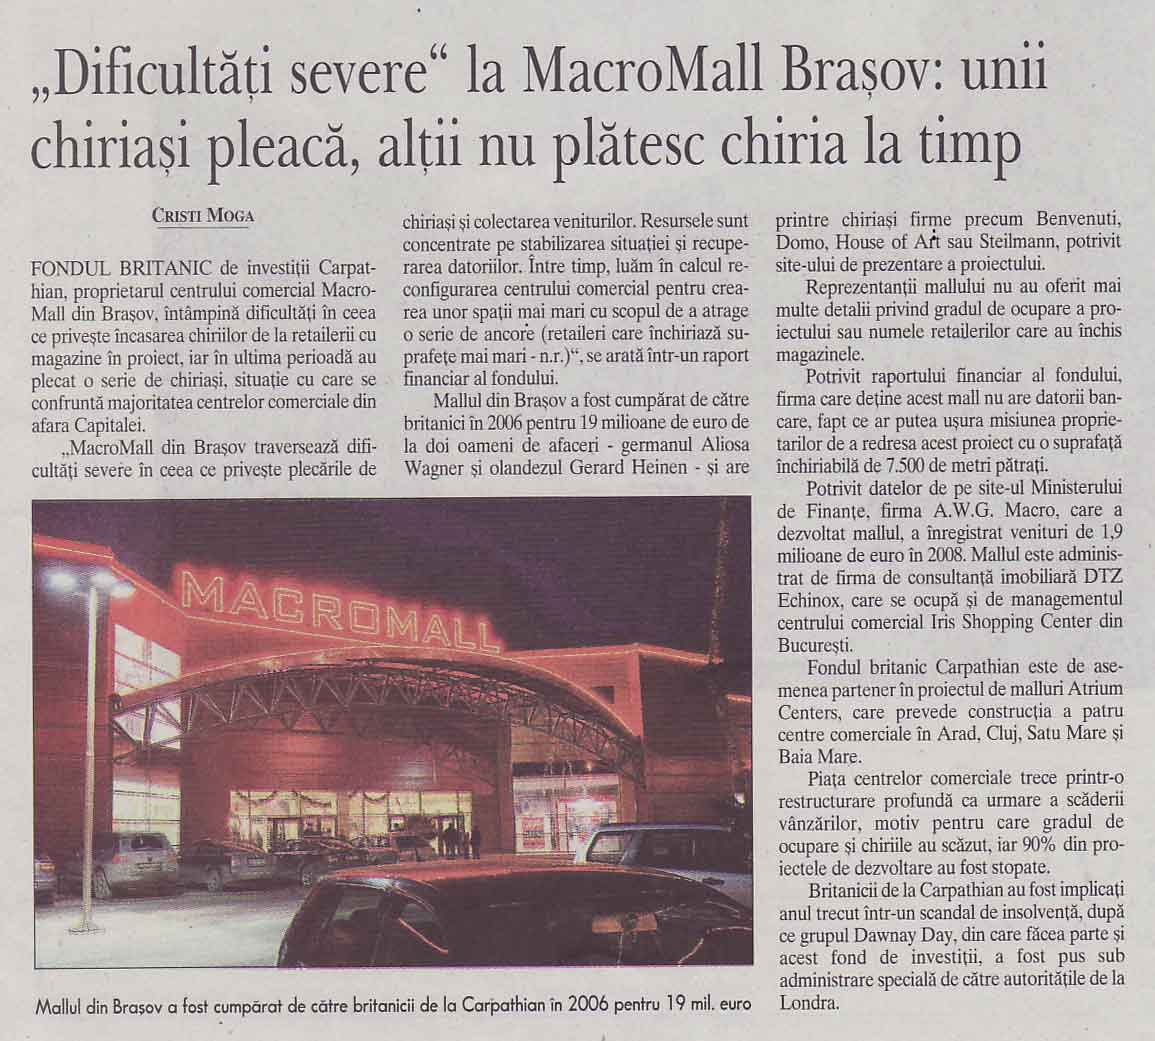 „Dificultăți severe“ la MacroMall Brașov: unii
chiriași pleacă, alții nu plătesc chiria la timp
CRISTI MOGA
FONDUL BRITANIC de investiții Carpat-
hian, proprietarul centrului comercial Macro-
Mall din Brașov, întâmpină dificultăți în ceea
ce privește încasarea chiriilor de la retailerii cu
magazine în proiect, iar în ultima perioadă au
plecat o serie de chiriași, situație cu care se
confruntă majoritatea centrelor comerciale din
afara Capitalei.
„MacroMall din Brașov traversează difi-
cultăți severe în ceea ce privește plecările de
chiriași și colectarea veniturilor. Resursele sunt
concentrate pe stabilizarea situației și recupe-
rarea datoriilor. Între timp, luăm în calcul re-
configurarea centrului comercial pentru crea-
rea unor spații mai mari cu scopul de a atrage
o serie de ancore (retaileri care închiriază su-
prafețe mai mari - n.r.)“, se arată într-un raport
financiar al fondului.
Mallul din Brașov a fost cumpărat de către
britanici în 2006 pentru 19 milioane de euro de
la doi oameni de afaceri - germanul Aliosa
Wagner și olandezul Gerard Heinen - și are
printre chiriași firme precum Benvenuti,
Domo, House of Art sau Steilmann, potrivit
site-ului de prezentare a proiectului.
Reprezentanții mallului nu au oferit mai
multe detalii privind gradul de ocupare a pro-
iectului sau numele retailerilor care au închis
magazinele.
Potrivit raportului financiar al fondului,
firma care deține acest mall nu are datorii ban-
care, fapt ce ar putea ușura misiunea proprie-
tarilor de a redresa acest proiect cu o suprafață
închiriabilă de 7.500 de metri pătrați.
Potrivit datelor de pe site-ul Ministerului
de Finanțe, firma A.W.G. Macro, care a
dezvoltat mallul, a înregistrat venituri de 1,9
milioane de euro în 2008. Mallul este adminis-
trat de firma de consultanță imobiliară DTZ
Echinox, care se ocupă și de managementul
centrului comercial Iris Shopping Center din
București.
Fondul britanic Carpathian este de ase-
menea partener în proiectul de malluri Atrium
Centers, care prevede construcția a patru
centre comerciale în Arad, Cluj, Satu Mare și
Baia Mare.
Piața centrelor comerciale trece printr-o
restructurare profundă ca urmare a scăderii
vânzărilor, motiv pentru care gradul de
ocupare și chiriile au scăzut, iar 90% din pro-
iectele de dezvoltare au fost stopate.
Britanicii de la Carpathian au fost implicați
anul trecut într-un scandal de insolvență, după
ce grupul Dawnay Day, din care făcea parte și
acest fond de investiții, a fost pus sub
administrare specială de către autoritățile de la
Londra.
MACROMALL
Mallul din Brașov a fost cumpărat de către britanicii de la Carpathian în 2006 pentru 19 mil. euro